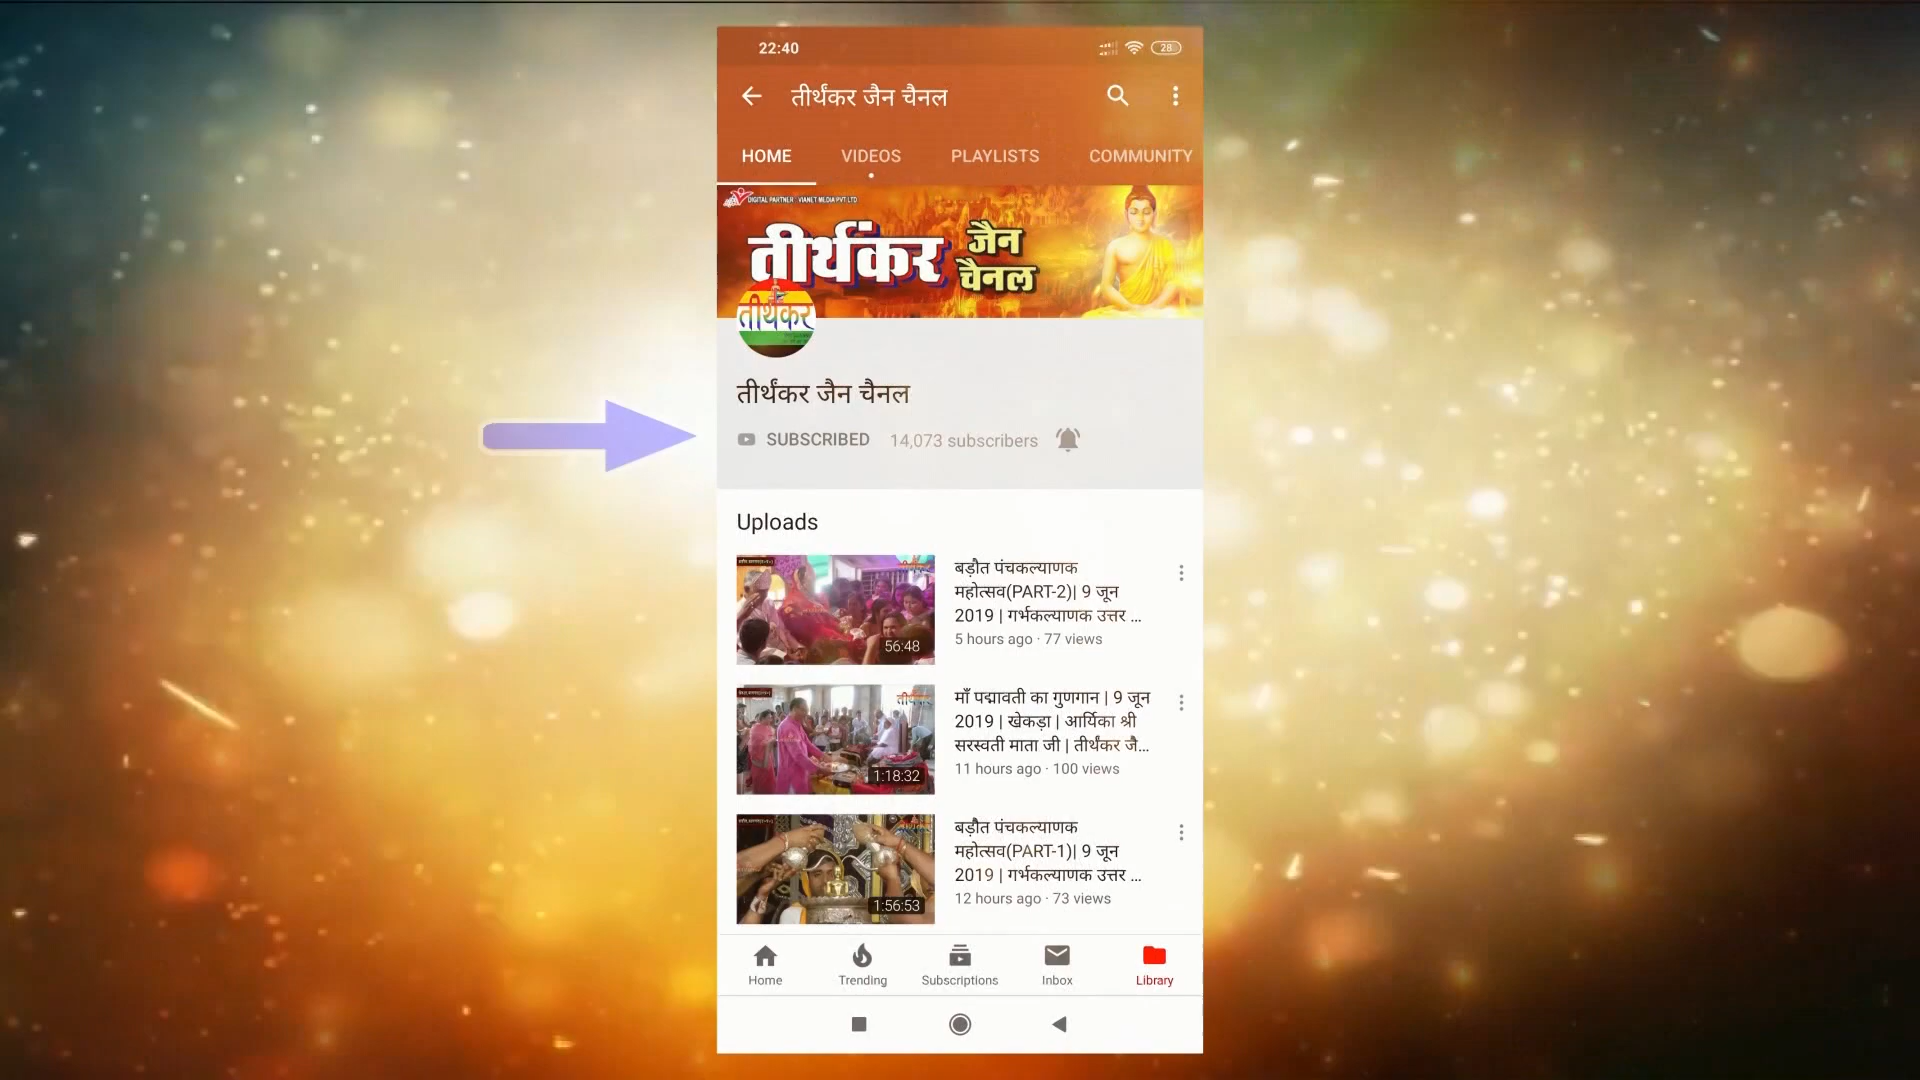 22:40
28
तीर्थंकर जैन चैनल
HOME
VIDEOS
PLAYLISTS
COMMUNITY
DIGITAL PARTNER : VIANET MEDIA PVT. LTD
तीर्थंकर
जैन
चैनल
तीर्थंकर
तीर्थंकर जैन चैनल
SUBSCRIBED 14,073 subscribers
Uploads
56:48
बड़ौत पंचकल्याणक
महोत्सव(PART-2)| 9 जून
2019 | गर्भकल्याणक उत्तर ...
5 hours ago · 77 views
तीर्थंकर
1:18:32
माँ पद्मावती का गुणगान | 9 जून
2019 | खेकड़ा | आर्यिका श्री
सरस्वती माता जी | तीर्थंकर जै...
11 hours ago · 100 views
1:56:53
बड़ौत पंचकल्याणक
महोत्सव(PART-1)| 9 जून
2019 | गर्भकल्याणक उत्तर ...
12 hours ago · 73 views
Home
Trending
Subscriptions
Inbox
Library